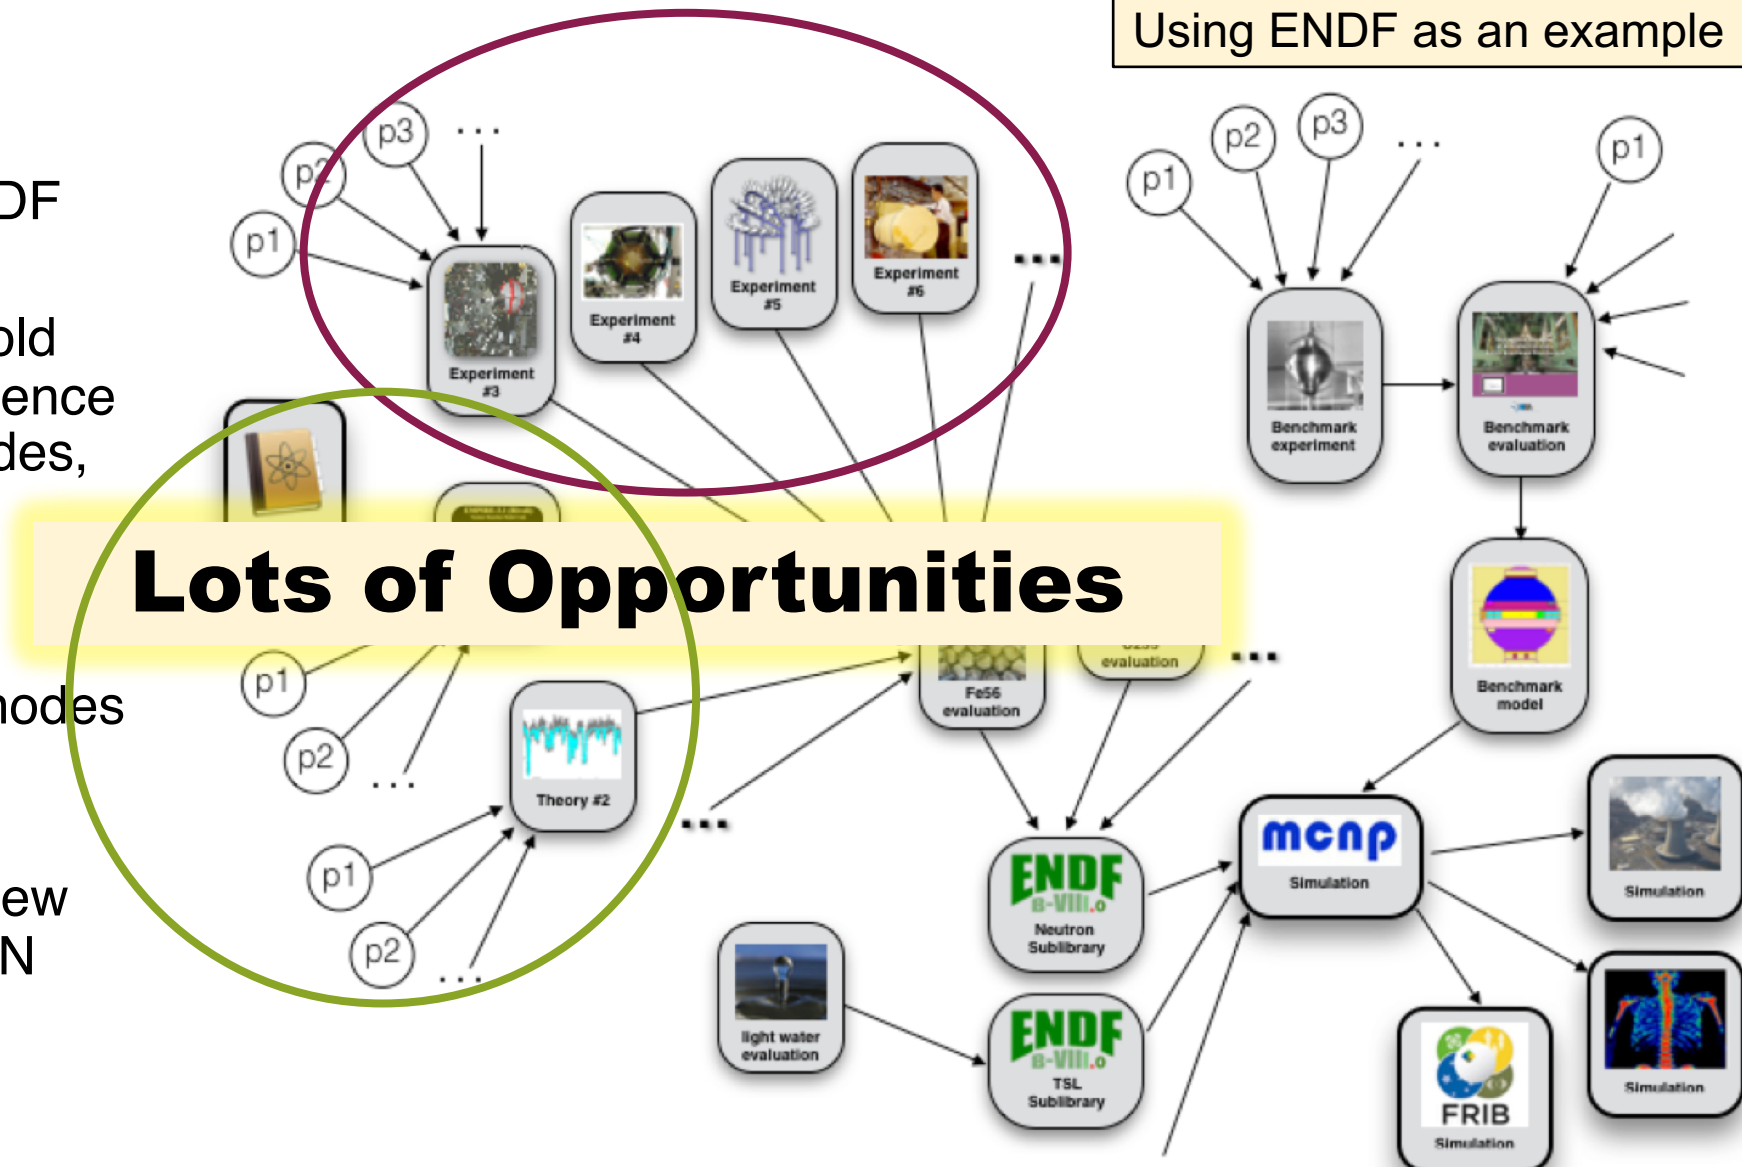 Using ENDF as an example
p3
...
p2
p1
DF
old
ence
des,
nodes
ew
N
Experiment
#3
Experiment
#4
Experiment
#5
Experiment
#6
...
p1
p2
p3
...
p1
Benchmark
experiment
Benchmark
evaluation
Lots of Opportunities
p1
p2
...
Theory #2
...
p1
p2
...
Fe56
evaluation
evaluation
...
Benchmark
model
ENDF
B-VIII.0
Neutron
Sublibrary
mcnp
Simulation
Simulation
light water
evaluation
ENDF
B-VIII.0
TSL
Sublibrary
FRIB
Simulation
Simulation